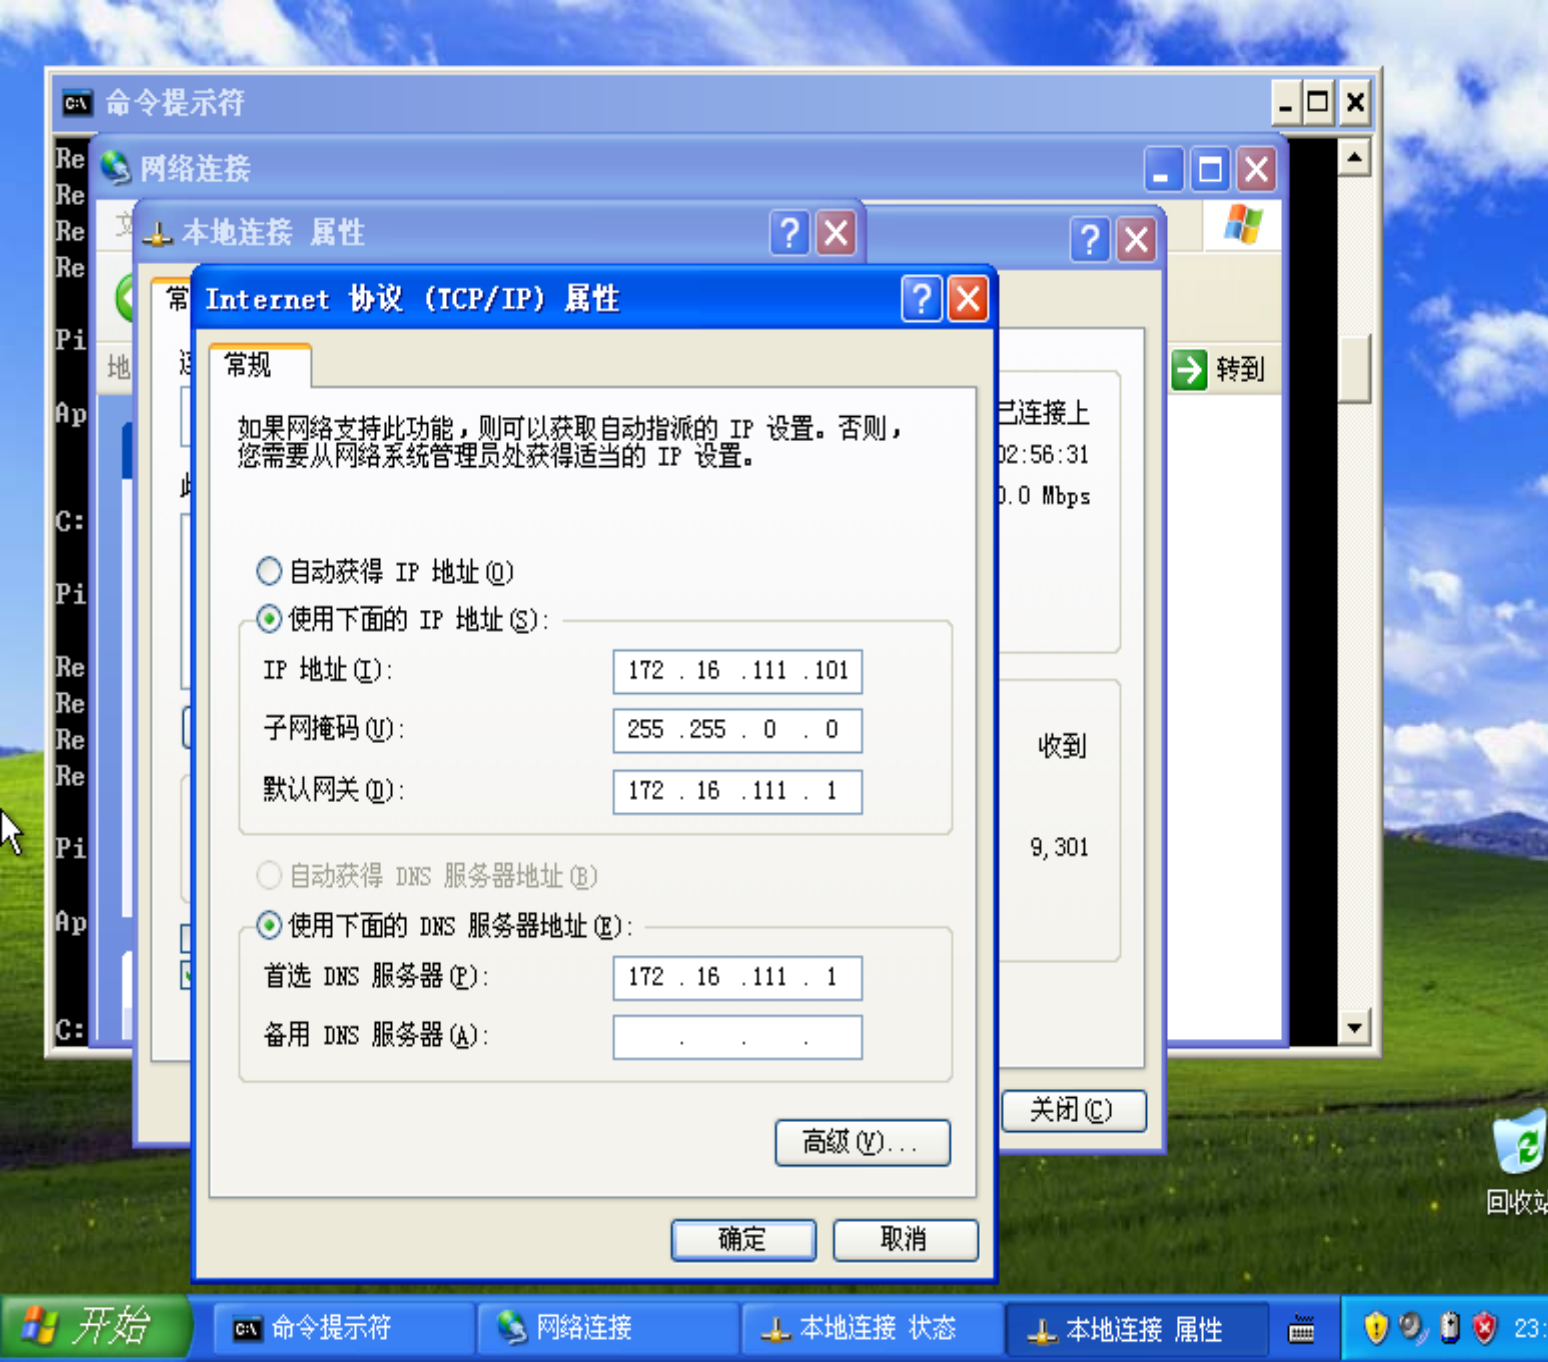 命令提示符
Re
网络连接
Re
Re
文
本地连接 属性
Re
常
Internet 协议 (TCP/IP) 属性
Pi
地
常规
转到
Ap
如果网络支持此功能，则可以获取自动指派的 IP 设置。否则，
您需要从网络系统管理员处获得适当的 IP 设置。
已连接上
02:56:31
0.0 Mbps
此
C:
自动获得 IP 地址(O)
Pi
使用下面的 IP 地址(S):
Re
IP 地址(I):
172 . 16 .111 .101
Re
子网掩码(U):
255 .255 . 0 . 0
Re
收到
Re
默认网关(D):
172 . 16 .111 . 1
Pi
9,301
自动获得 DNS 服务器地址(B)
Ap
使用下面的 DNS 服务器地址(E):
首选 DNS 服务器(P):
172 . 16 .111 . 1
C:
备用 DNS 服务器(A):
. . .
关闭(C)
高级(V)...
回收站
确定
取消
开始
命令提示符
网络连接
本地连接 状态
本地连接 属性
23: